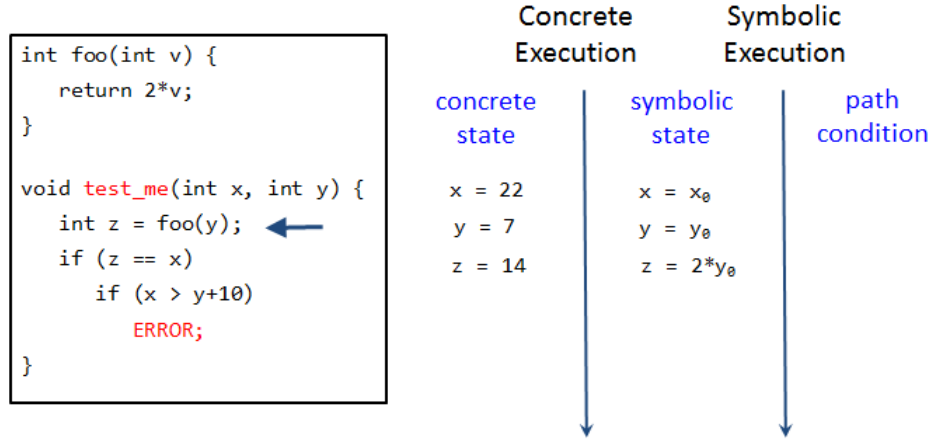 int foo(int v) {
return 2*v;
}
void test_me(int x, int y) {
int z = foo(y);
if (z == x)
if (x > y+10)
ERROR;
}
Concrete
Execution
Symbolic
Execution
concrete
state
symbolic
state
path
condition
x = 22
x = x₀
y = 7
y = y₀
z = 14
z = 2*y₀